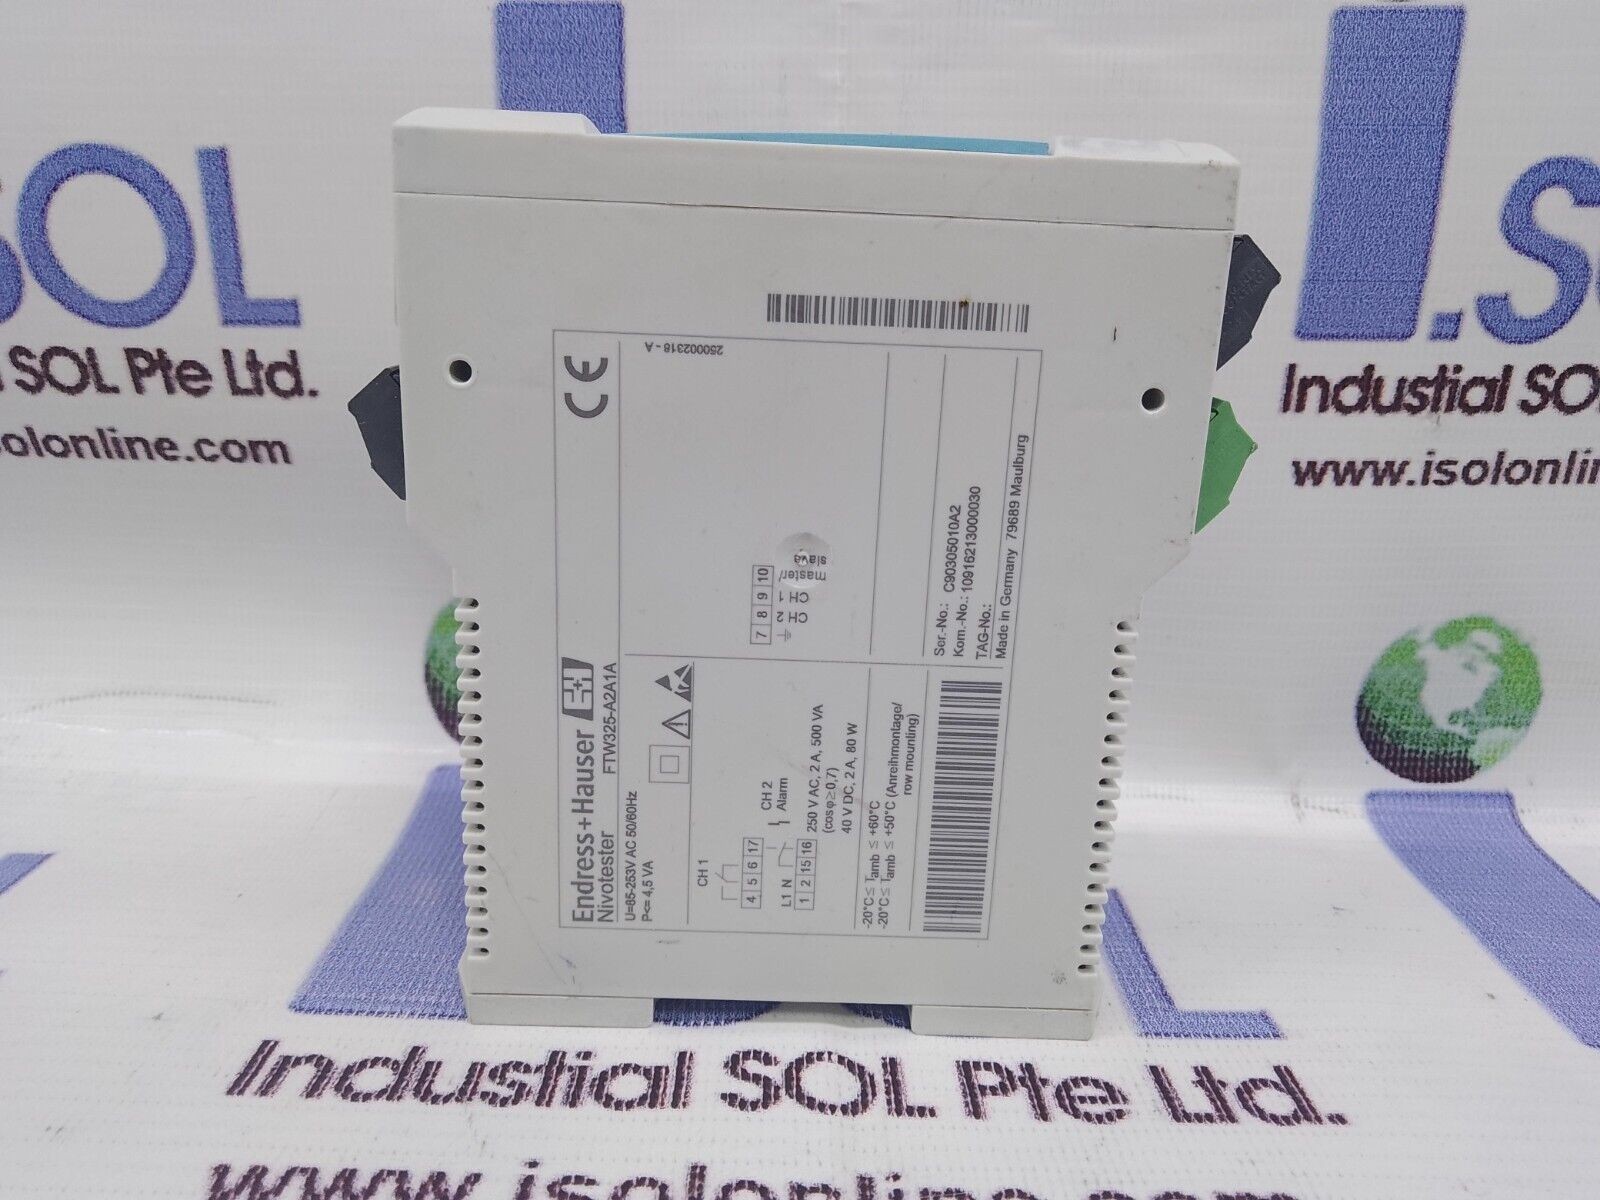 SOL
I.S
SOL Pte Ltd.
solonline.com
Industial SO
www.isolonlin
Endress+Hauser E+H
Nivotester FTW325-A2A1A
U=85-253V AC 50/60Hz
P<= 4,5 VA
CE
250002318 - A
CH 1
4 5 6 17
CH 2
Alarm
L1 N
1 2 15 16
250 V AC, 2 A, 500 VA
(cosφ≥0,7)
40 V DC, 2 A, 80 W
7 8 9 10
CH 2
CH 1
master/
slave
-20°C ≤ Tamb ≤ +60°C
-20°C ≤ Tamb ≤ +50°C (Anreihmontage/
row mounting)
Ser.-No.: C90305010A2
Kom.-No.: 10916213000030
TAG-No.:
Made in Germany 79689 Maulburg
Industial SOL Pte Ltd.
www.isolonline.com